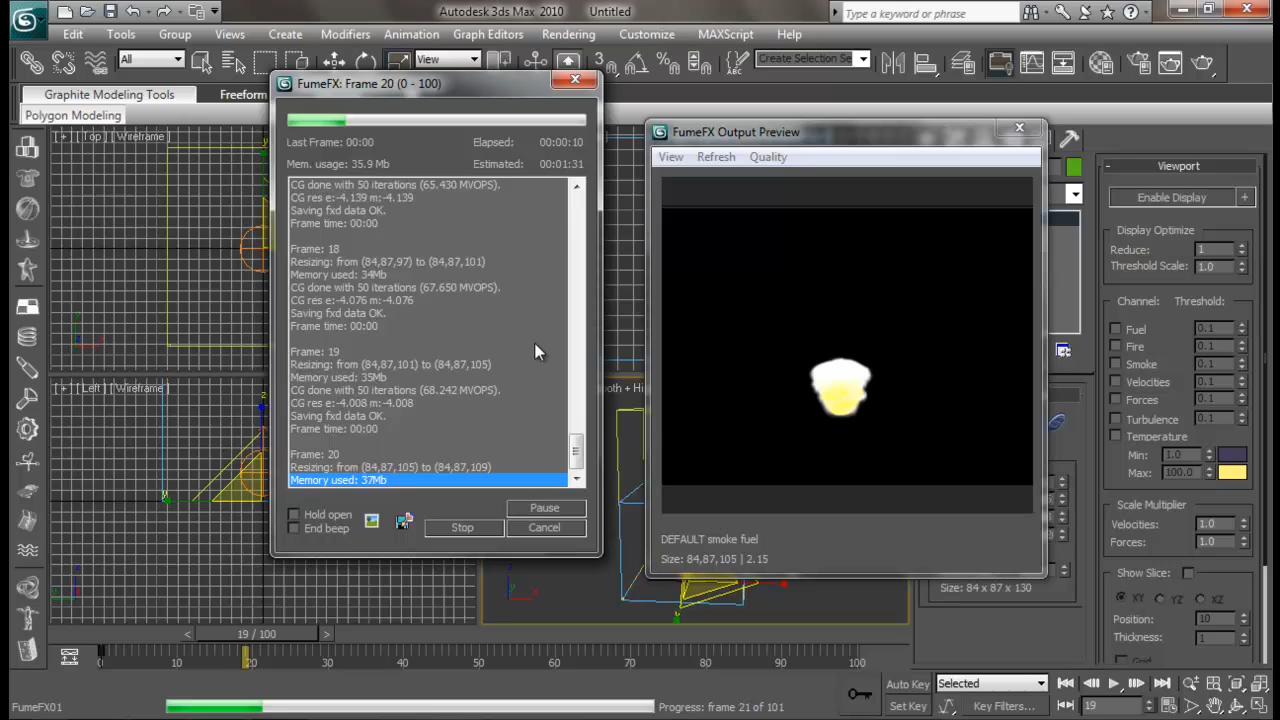 Autodesk 3ds Max 2010
Untitled
Type a keyword or phrase
Edit
Tools
Group
Views
Create
Modifiers
Animation
Graph Editors
Rendering
Customize
MAXScript
Help
All
View
Create Selection Se
Graphite Modeling Tools
Freeform
Polygon Modeling
[ + ] [ Top ] [ Wireframe ]
[ + ] [ Left ] [ Wireframe ]
FumeFX: Frame 20 (0 - 100)
Last Frame: 00:00
Elapsed: 00:00:10
Mem. usage: 35.9 Mb
Estimated: 00:01:31
CG done with 50 iterations (65.430 MVOPS).
CG res e:-4.139 m:-4.139
Saving fxd data OK.
Frame time: 00:00
Frame: 18
Resizing: from (84,87,97) to (84,87,101)
Memory used: 34Mb
CG done with 50 iterations (67.650 MVOPS).
CG res e:-4.076 m:-4.076
Saving fxd data OK.
Frame time: 00:00
Frame: 19
Resizing: from (84,87,101) to (84,87,105)
Memory used: 35Mb
CG done with 50 iterations (68.242 MVOPS).
CG res e:-4.008 m:-4.008
Saving fxd data OK.
Frame time: 00:00
Frame: 20
Resizing: from (84,87,105) to (84,87,109)
Memory used: 37Mb
Hold open
End beep
Pause
Stop
Cancel
FumeFX Output Preview
View
Refresh
Quality
DEFAULT smoke fuel
Size: 84,87,105 | 2.15
Size: 84 x 87 x 130
Viewport
Enable Display
+
Display Optimize
Reduce: 1
Threshold Scale: 1.0
Channel:
Threshold:
Fuel 0.1
Fire 0.1
Smoke 0.1
Velocities 0.1
Forces 0.1
Turbulence 0.1
Temperature
Min: 1.0
Max: 100.0
Scale Multiplier
Velocities: 1.0
Forces: 1.0
Show Slice:
XY
YZ
XZ
Position: 10
Thickness: 1
19 / 100
0
10
20
30
40
50
60
70
80
90
100
FumeFX01
Progress: frame 21 of 101
Auto Key
Selected
Set Key
Key Filters...
19